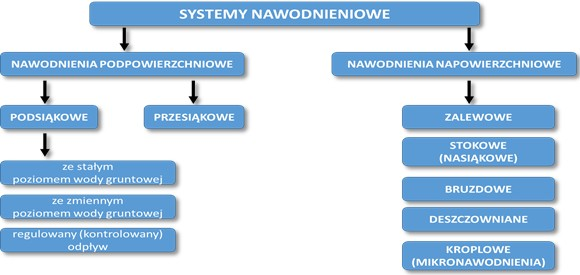 SYSTEMY NAWODNIENIOWE
NAWODNIENIA PODPOWIERZCHNIOWE
NAWODNIENIA NAPOWIERZCHNIOWE
PODSIĄKOWE
PRZESIĄKOWE
ze stałym
poziomem wody gruntowej
ze zmiennym
poziomem wody gruntowej
regulowany (kontrolowany)
odpływ
ZALEWOWE
STOKOWE
(NASIĄKOWE)
BRUZDOWE
DESZCZOWNIANE
KROPLOWE
(MIKRONAWODNIENIA)